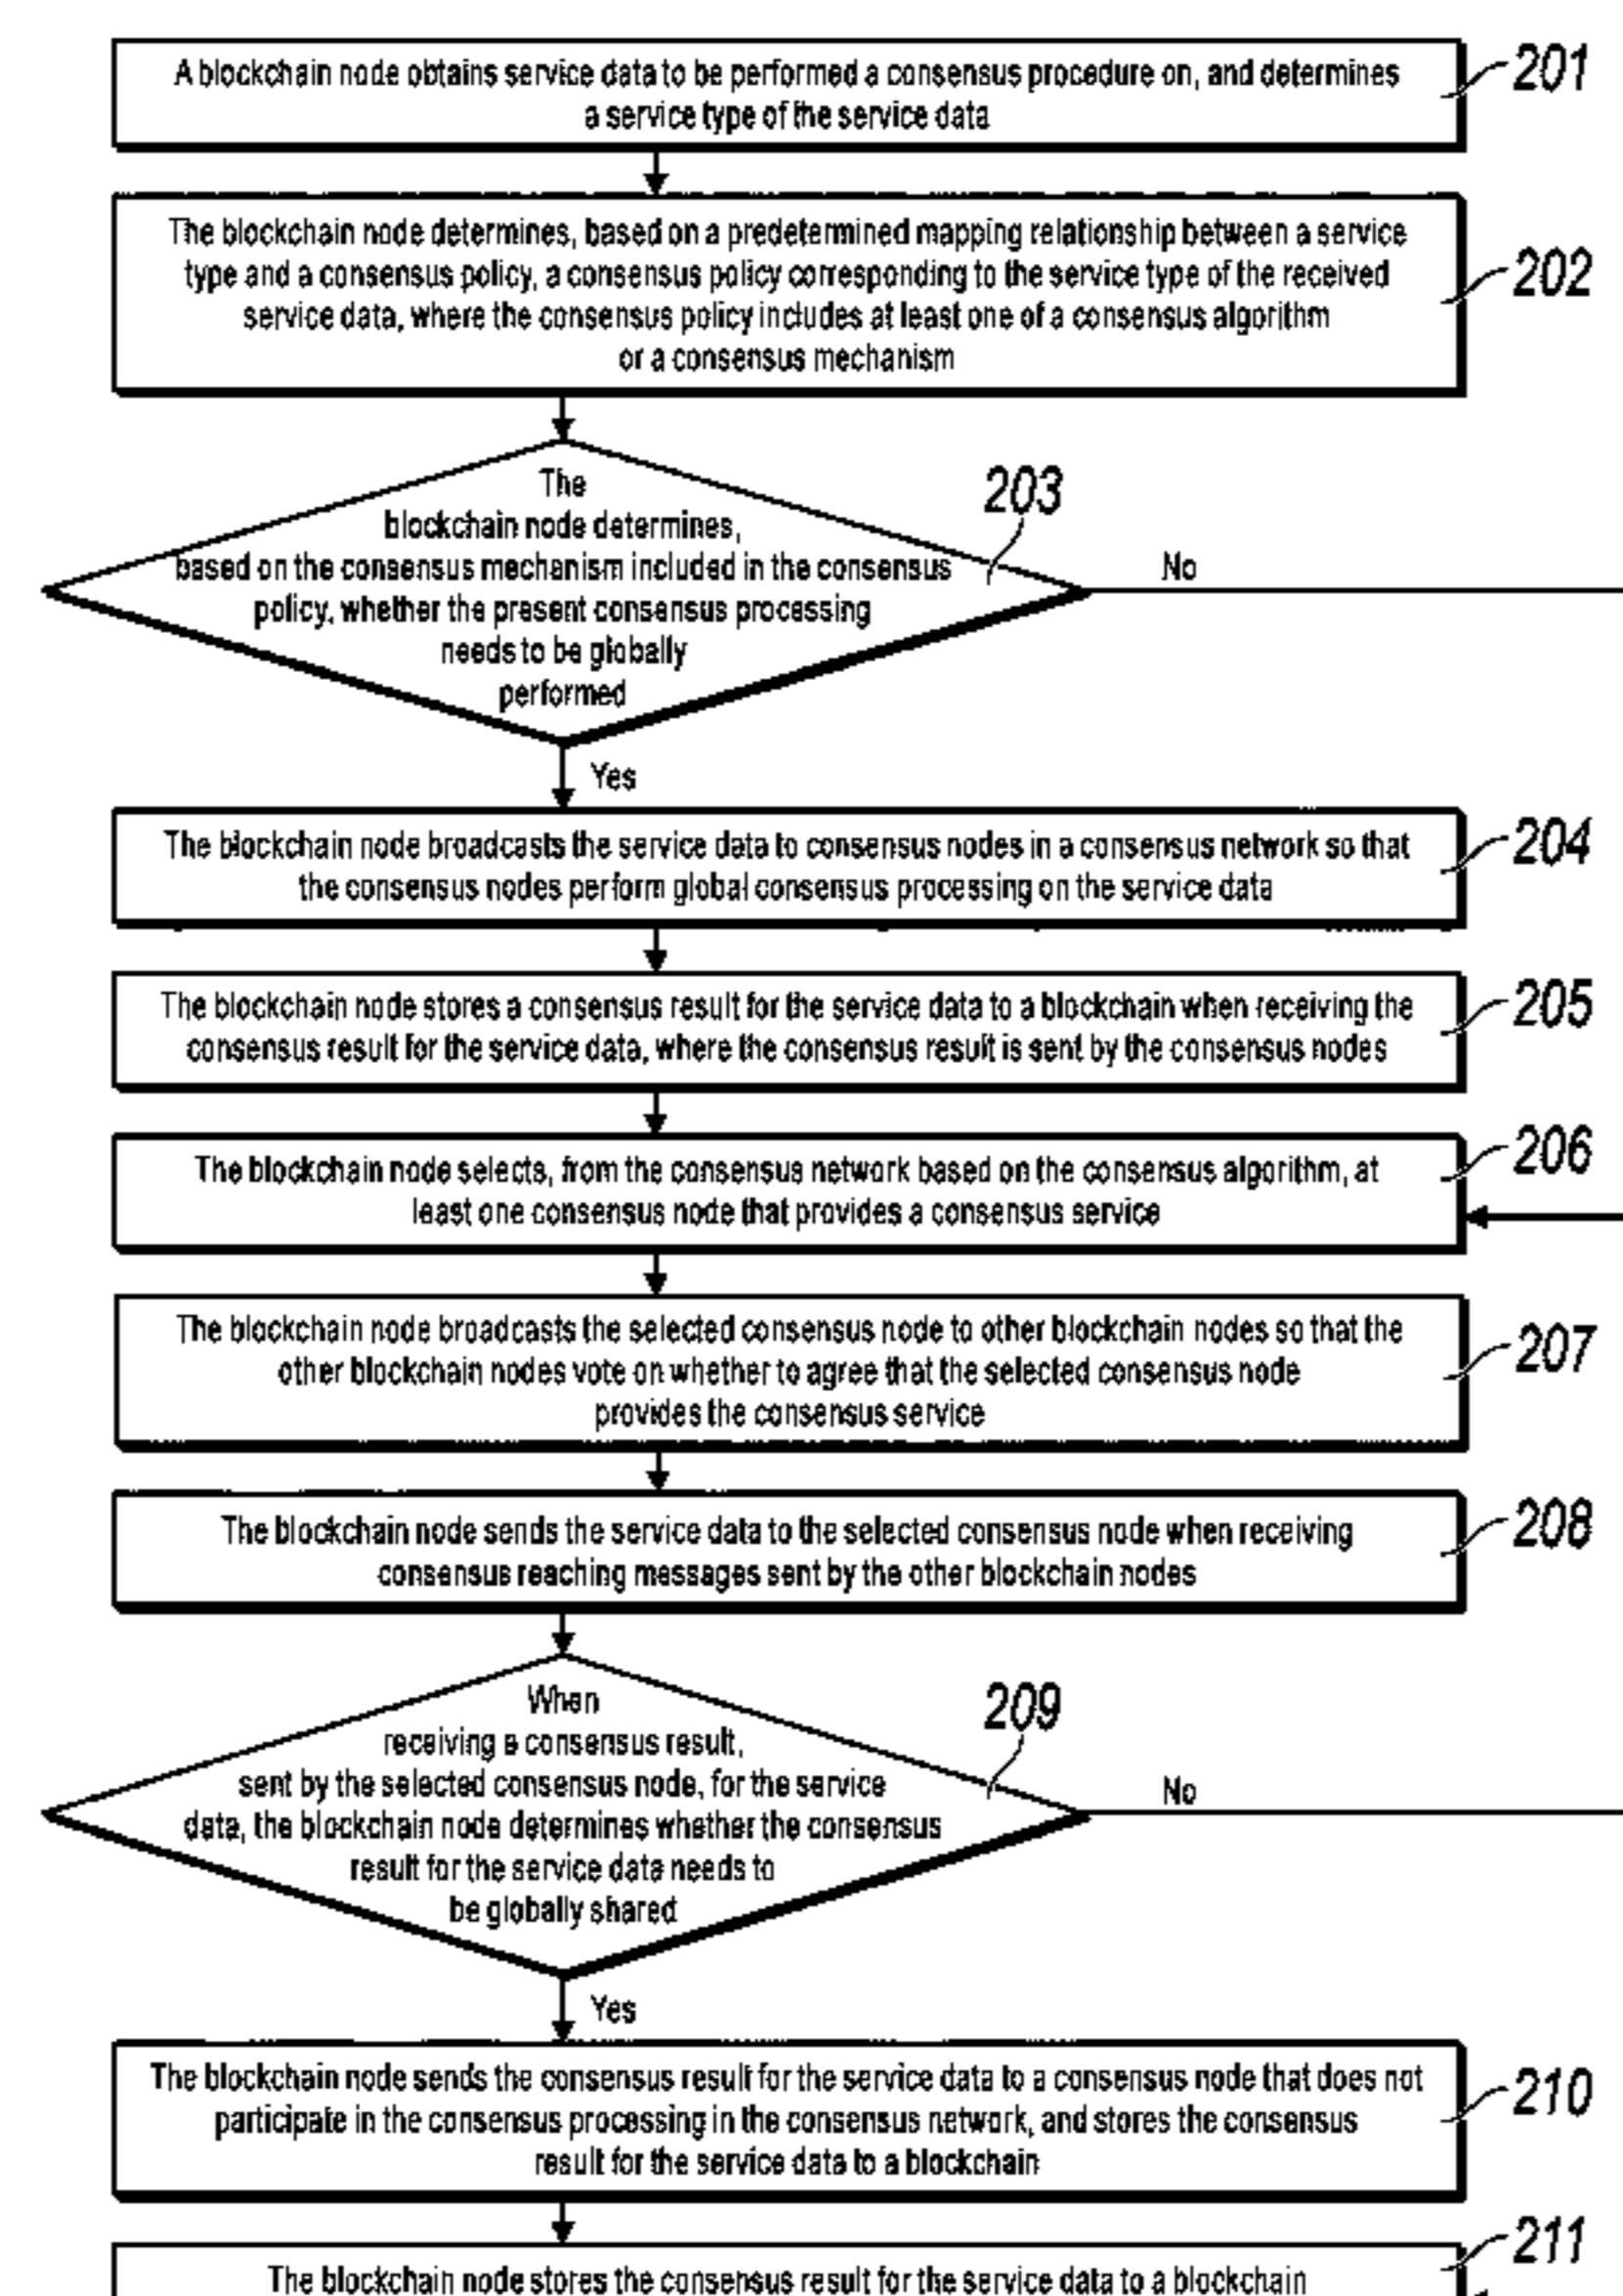 A blockchain node obtains service data to be performed a consensus procedure on, and determines
a service type of the service data
201
The blockchain node determines, based on a predetermined mapping relationship between a service
type and a consensus policy, a consensus policy corresponding to the service type of the received
service data, where the consensus policy includes at least one of a consensus algorithm
or a consensus mechanism
202
The
blockchain node determines,
based on the consensus mechanism included in the consensus
policy, whether the present consensus processing
needs to be globally
performed
203
No
Yes
The blockchain node broadcasts the service data to consensus nodes in a consensus network so that
the consensus nodes perform global consensus processing on the service data
204
The blockchain node stores a consensus result for the service data to a blockchain when receiving the
consensus result for the service data, where the consensus result is sent by the consensus nodes
205
The blockchain node selects, from the consensus network based on the consensus algorithm, at
least one consensus node that provides a consensus service
206
The blockchain node broadcasts the selected consensus node to other blockchain nodes so that the
other blockchain nodes vote on whether to agree that the selected consensus node
provides the consensus service
207
The blockchain node sends the service data to the selected consensus node when receiving
consensus reaching messages sent by the other blockchain nodes
208
When
receiving a consensus result,
sent by the selected consensus node, for the service
data, the blockchain node determines whether the consensus
result for the service data needs to
be globally shared
209
No
Yes
The blockchain node sends the consensus result for the service data to a consensus node that does not
participate in the consensus processing in the consensus network, and stores the consensus
result for the service data to a blockchain
210
The blockchain node stores the consensus result for the service data to a blockchain
211